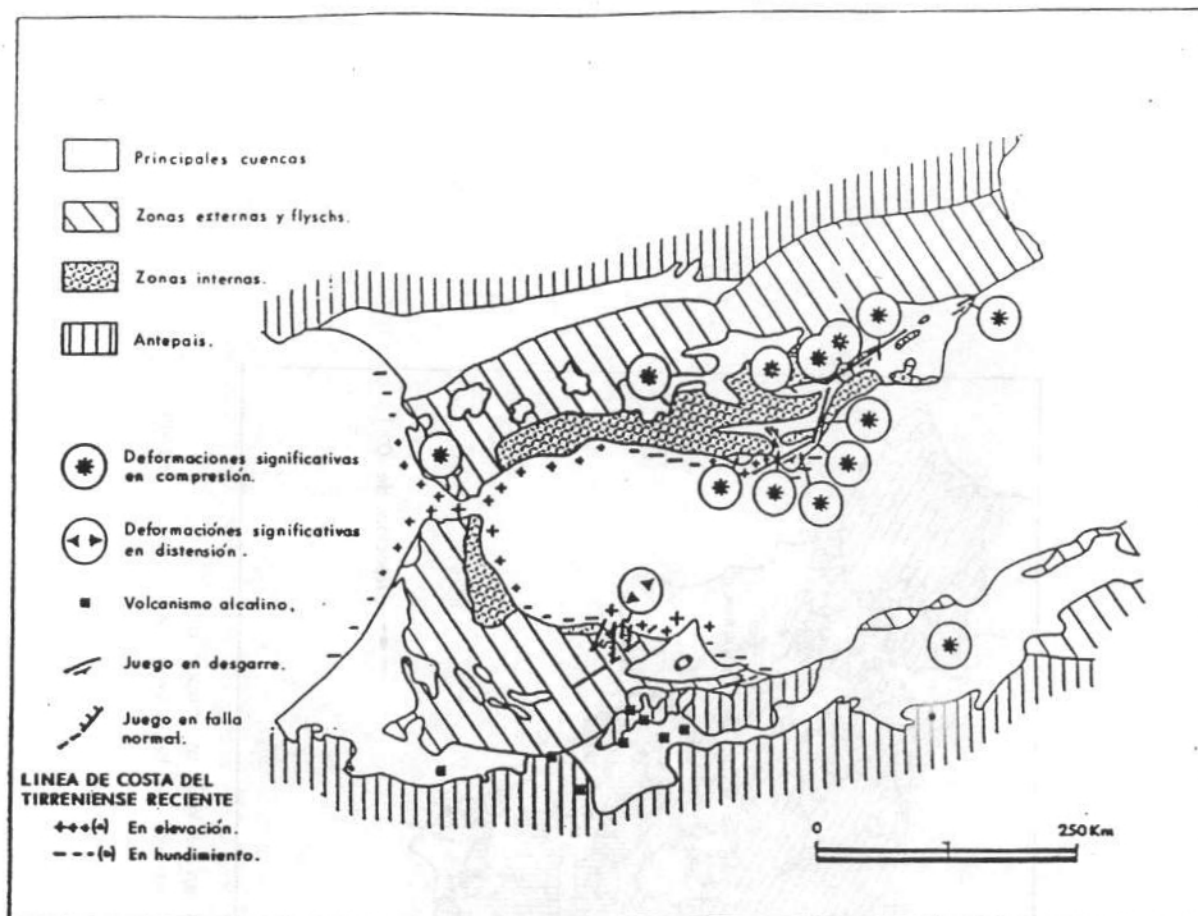 Principales cuencas
Zonas externas y flyschs.
Zonas internas.
Antepais.
Deformaciones significativas
en compresión.
Deformaciónes significativas
en distensión.
Volcanismo alcalino,
Juego en desgarre.
Juego en falla
normal.
LINEA DE COSTA DEL
TIRRENIENSE RECIENTE
En elevación.
En hundimiento.
0 250 Km